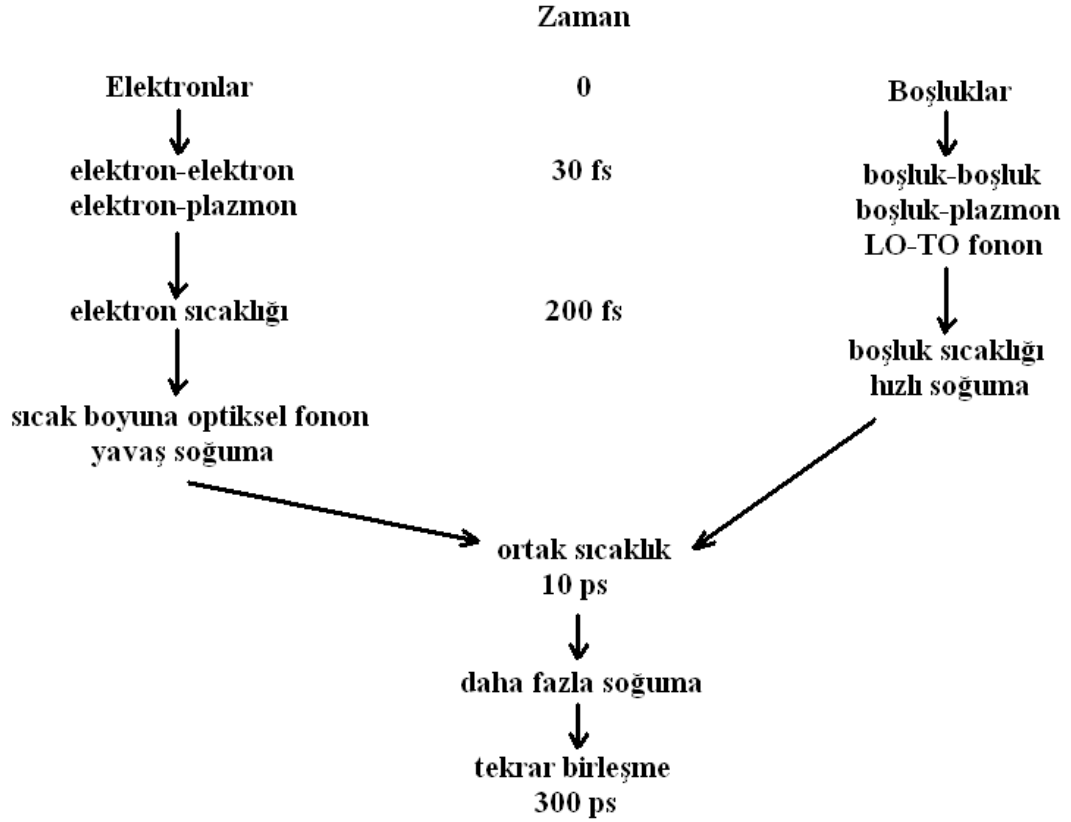 Zaman
Elektronlar
0
Boşluklar
elektron-elektron
elektron-plazmon
30 fs
boşluk-boşluk
boşluk-plazmon
LO-TO fonon
elektron sıcaklığı
200 fs
boşluk sıcaklığı
hızlı soğuma
sıcak boyuna optiksel fonon
yavaş soğuma
ortak sıcaklık
10 ps
daha fazla soğuma
tekrar birleşme
300 ps